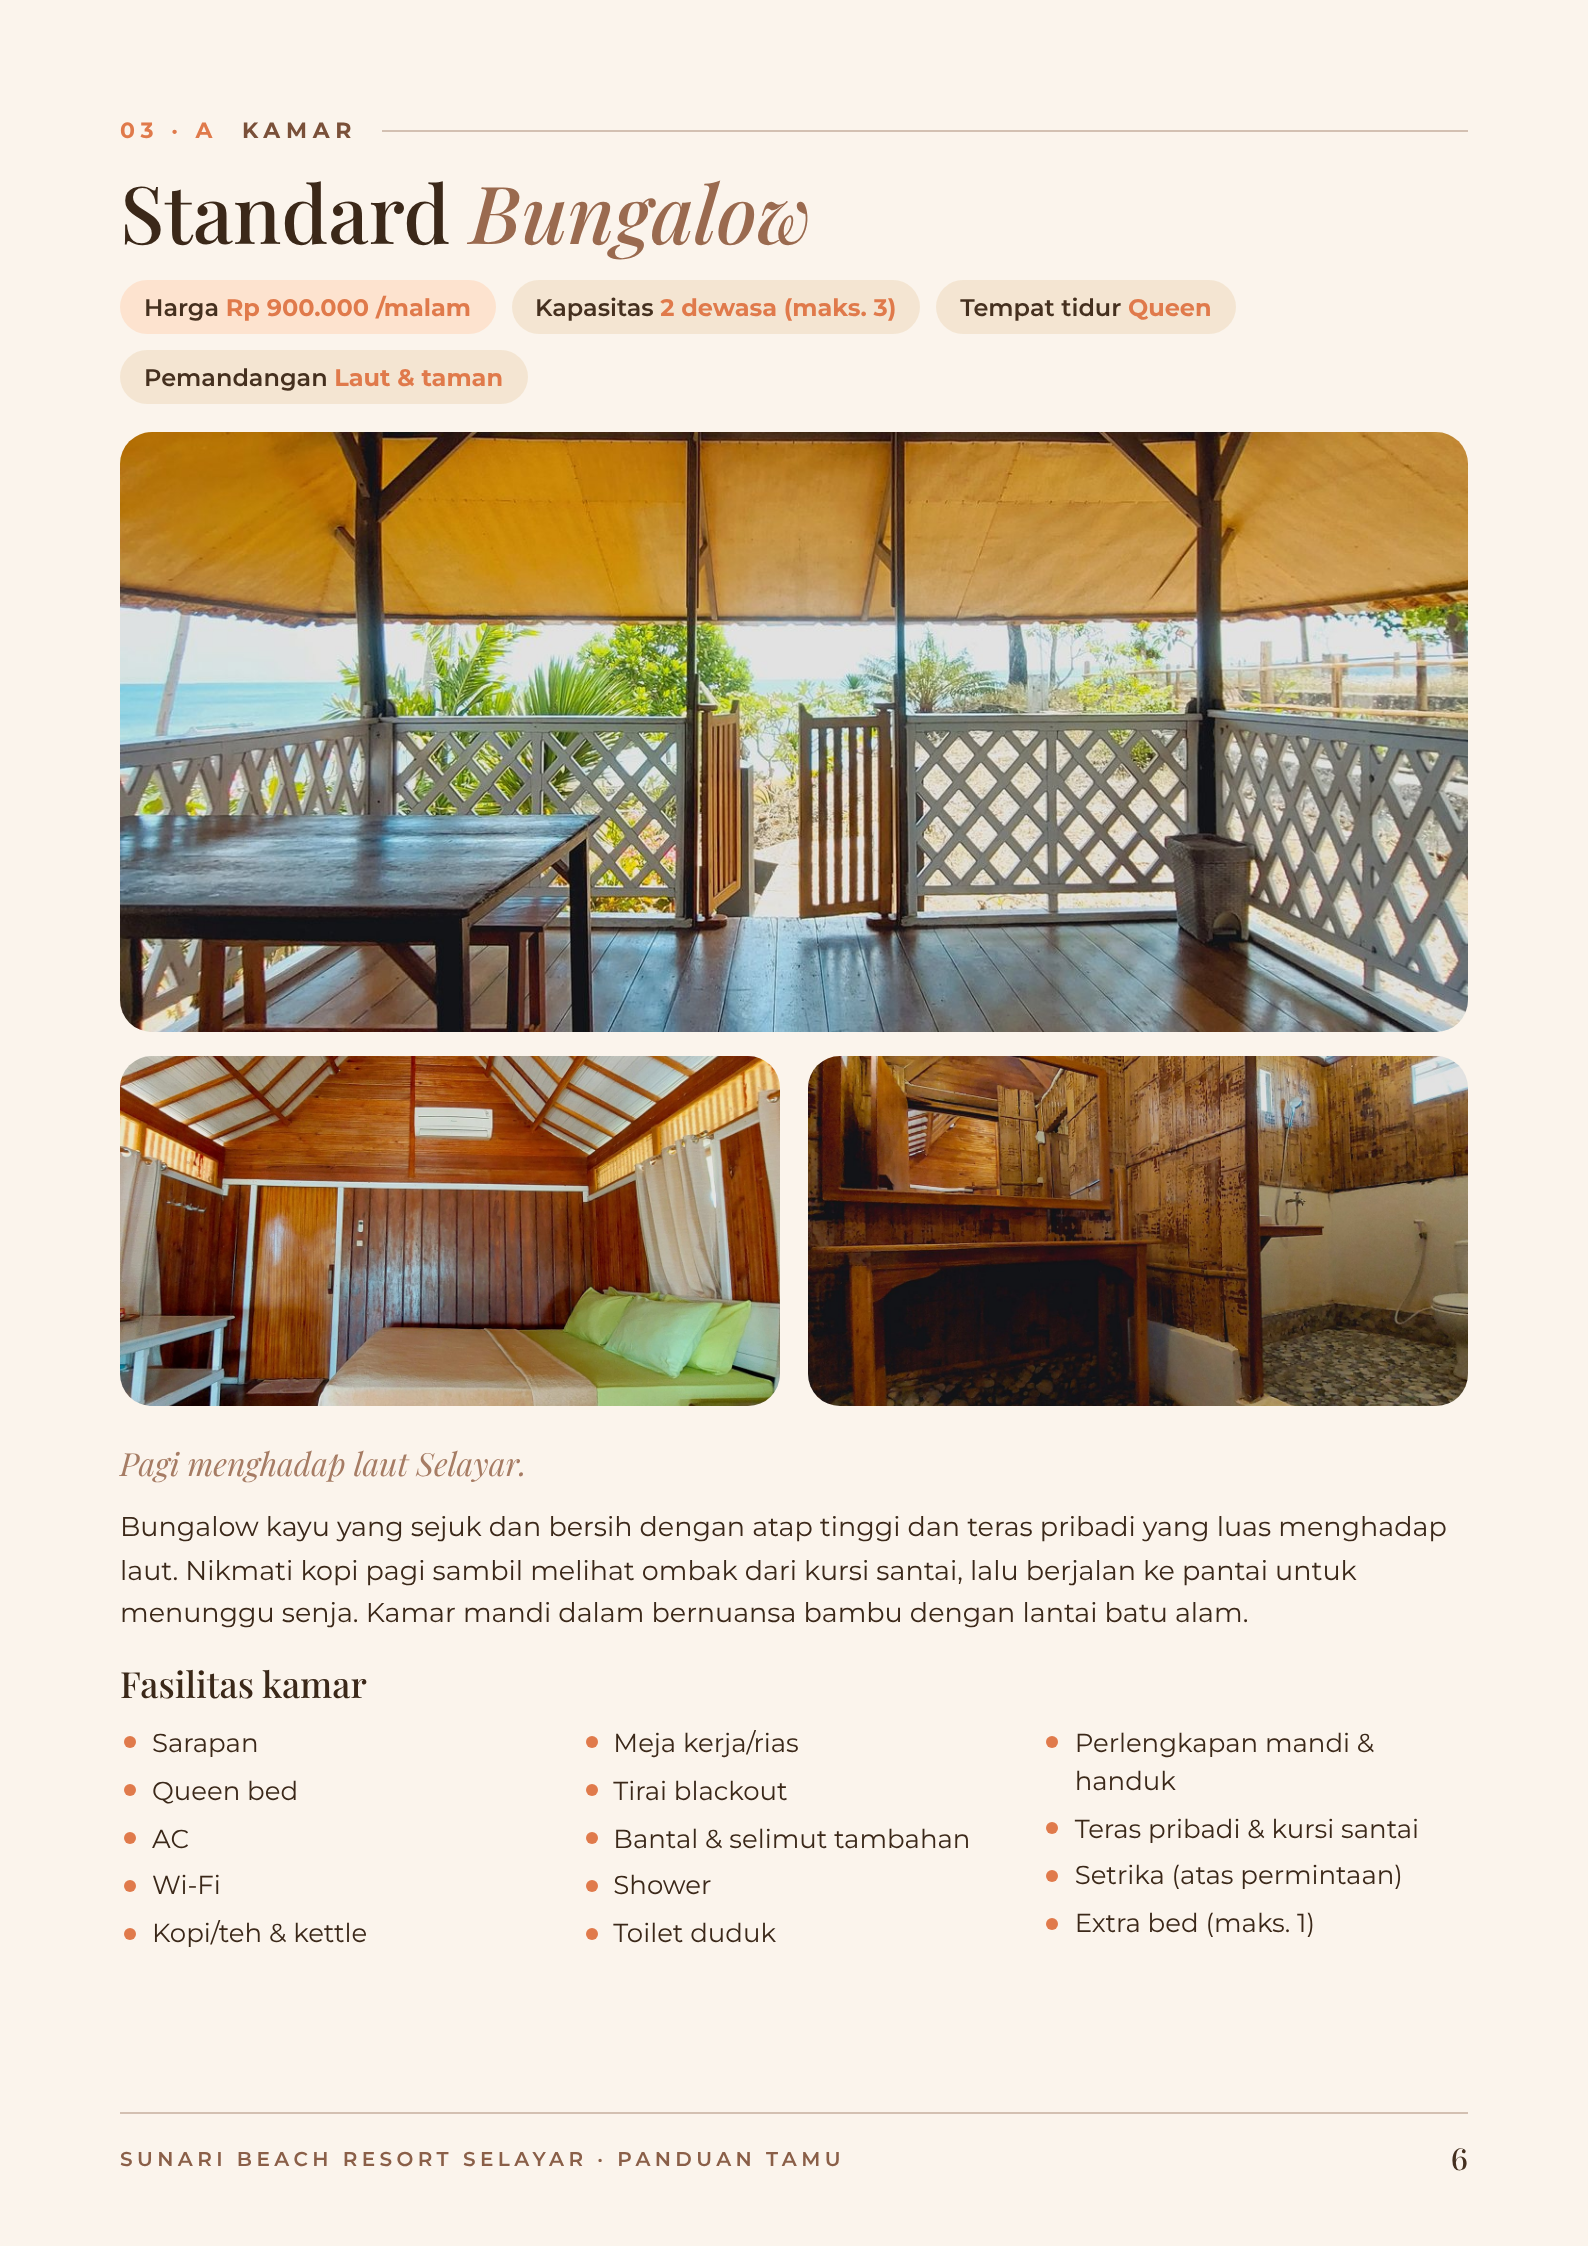 03 · A KAMAR
Standard Bungalow
Harga Rp 900.000 /malam
Kapasitas 2 dewasa (maks. 3)
Tempat tidur Queen
Pemandangan Laut & taman
Pagi menghadap laut Selayar.
Bungalow kayu yang sejuk dan bersih dengan atap tinggi dan teras pribadi yang luas menghadap
laut. Nikmati kopi pagi sambil melihat ombak dari kursi santai, lalu berjalan ke pantai untuk
menunggu senja. Kamar mandi dalam bernuansa bambu dengan lantai batu alam.
Fasilitas kamar
Sarapan
Queen bed
AC
Wi-Fi
Kopi/teh & kettle
Meja kerja/rias
Tirai blackout
Bantal & selimut tambahan
Shower
Toilet duduk
Perlengkapan mandi &
handuk
Teras pribadi & kursi santai
Setrika (atas permintaan)
Extra bed (maks. 1)
SUNARI BEACH RESORT SELAYAR · PANDUAN TAMU
6